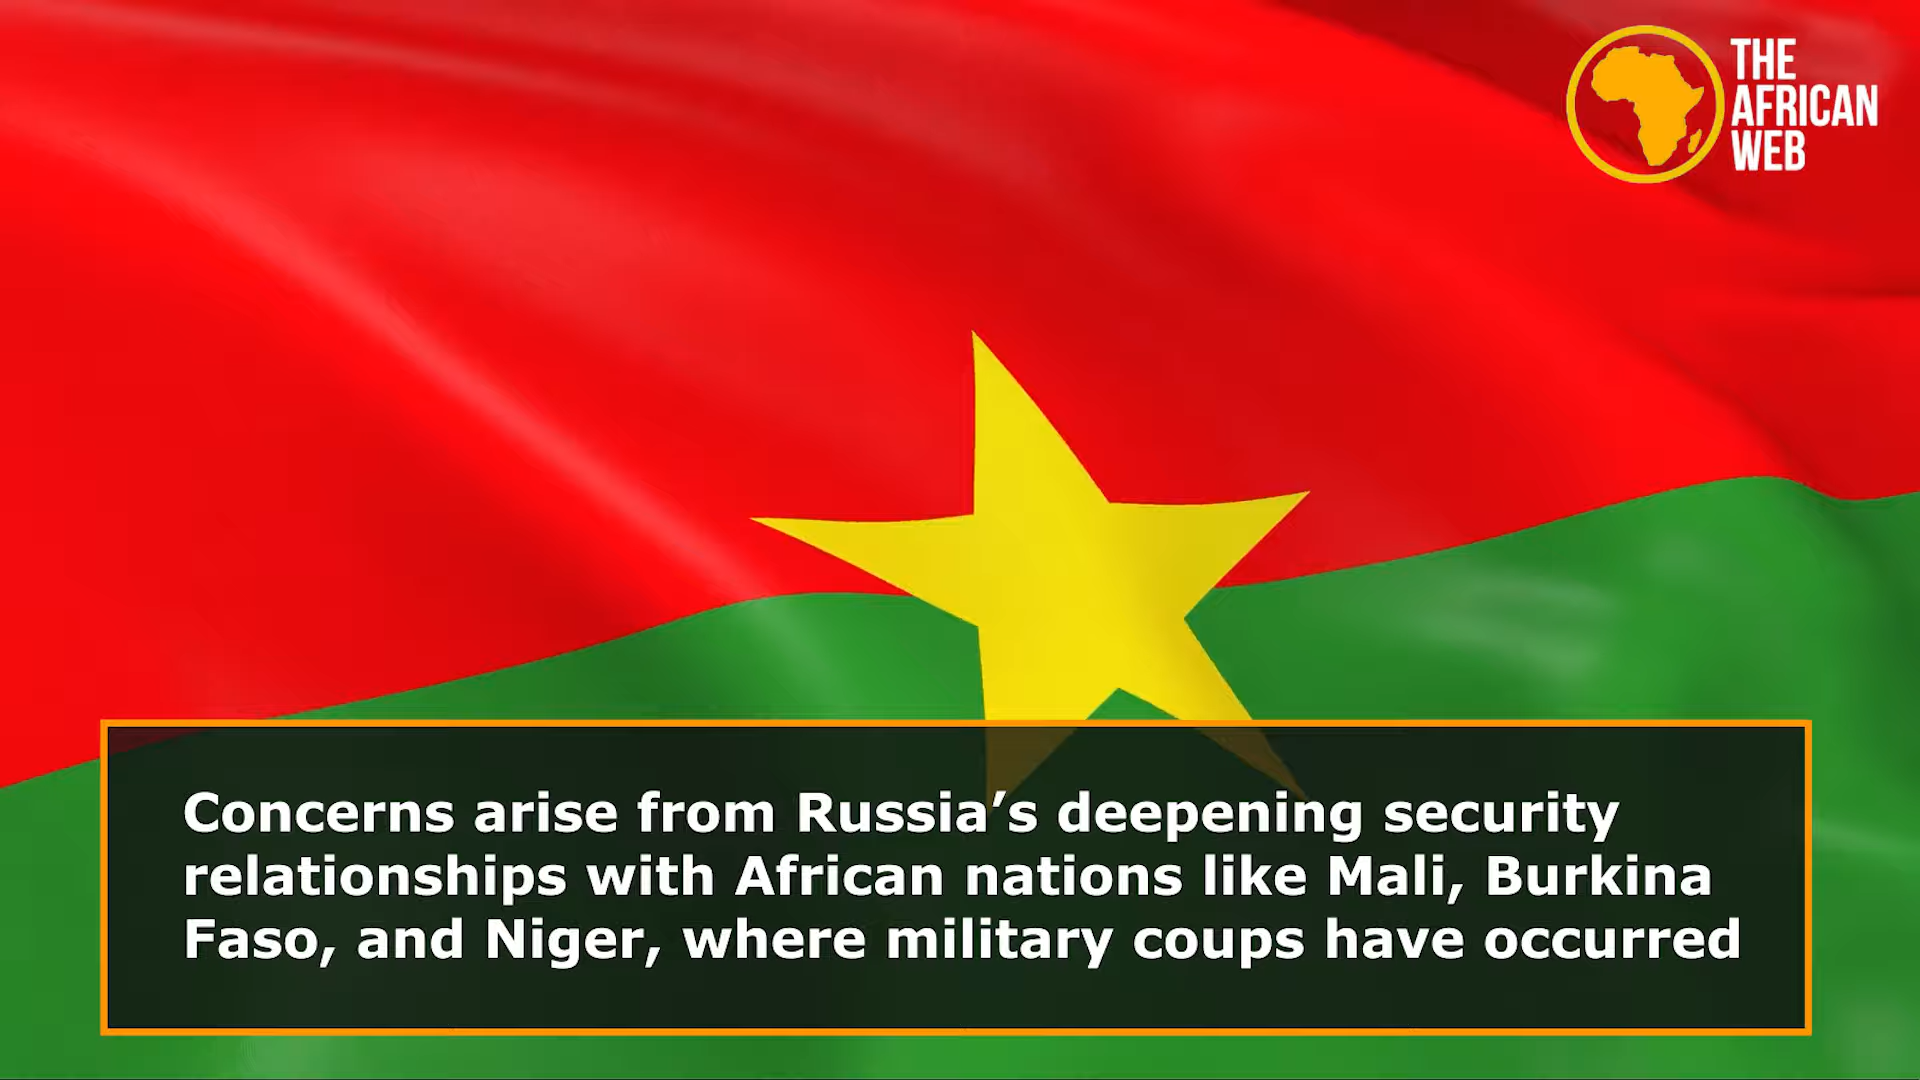 THE
AFRICAN
WEB
Concerns arise from Russia’s deepening security
relationships with African nations like Mali, Burkina
Faso, and Niger, where military coups have occurred